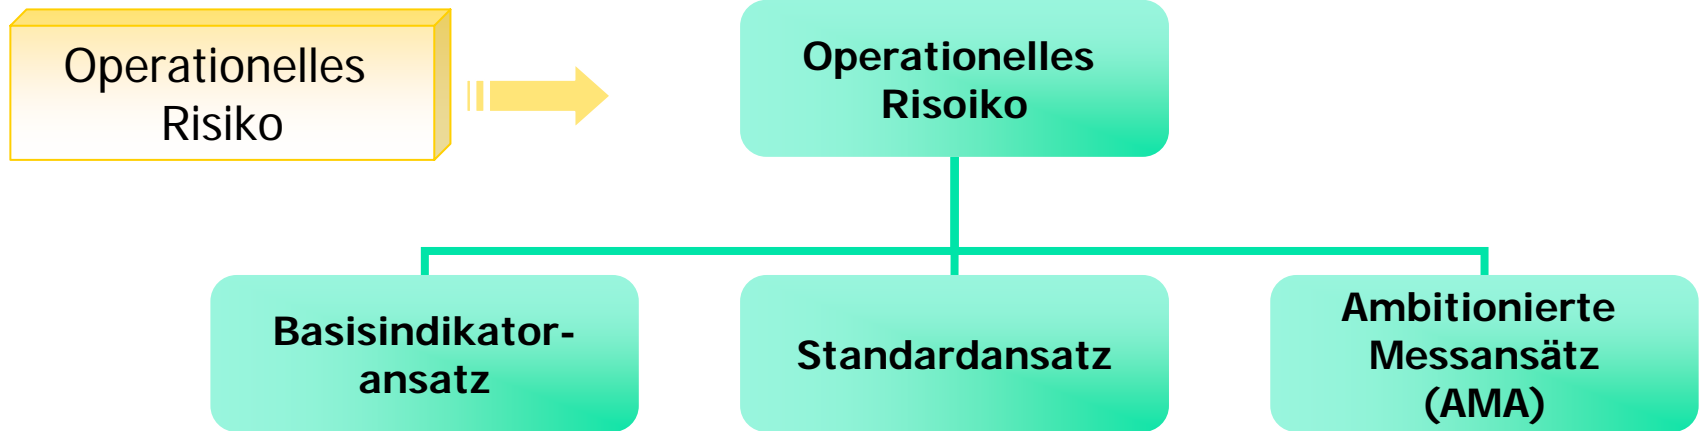 Operationelles
Risiko
Operationelles
Risoiko
Basisindikator-
ansatz
Standardansatz
Ambitionierte
Messansätz
(AMA)